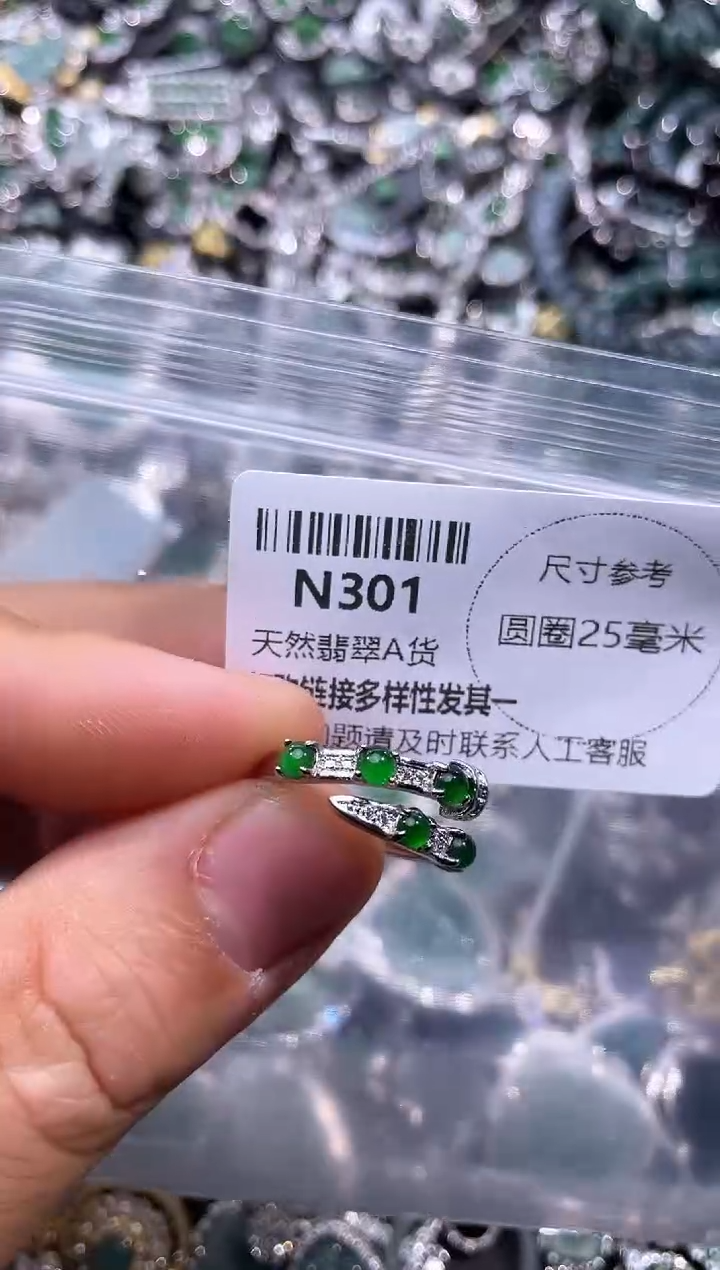 N301
天然翡翠A货
链接多样性发其一
题请及时联系人工客服
尺寸参考
圆圈25毫米